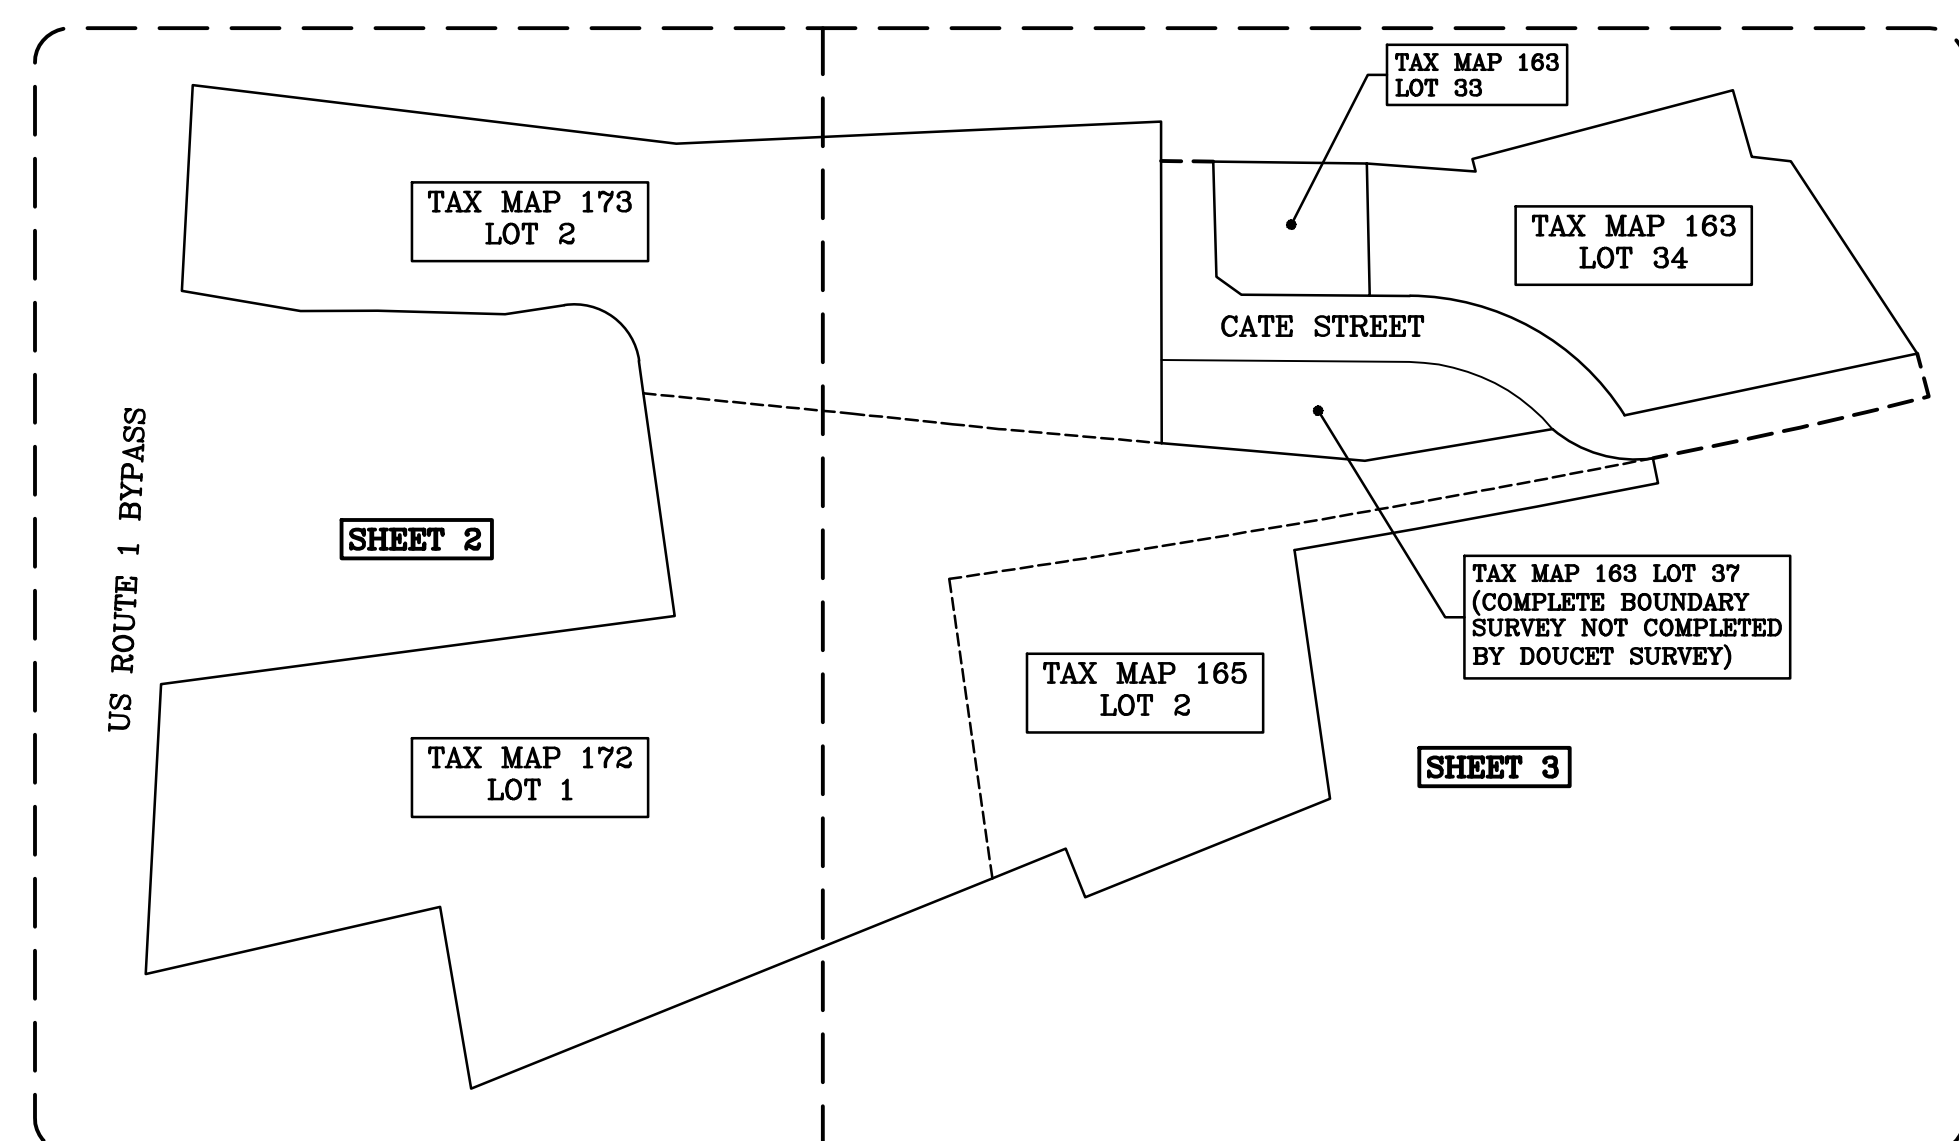 TAX MAP 163
LOT 33
TAX MAP 173
LOT 2
TAX MAP 163
LOT 34
CATE STREET
US ROUTE 1 BYPASS
SHEET 2
TAX MAP 163 LOT 37
(COMPLETE BOUNDARY
SURVEY NOT COMPLETED
BY DOUCET SURVEY)
TAX MAP 165
LOT 2
TAX MAP 172
LOT 1
SHEET 3